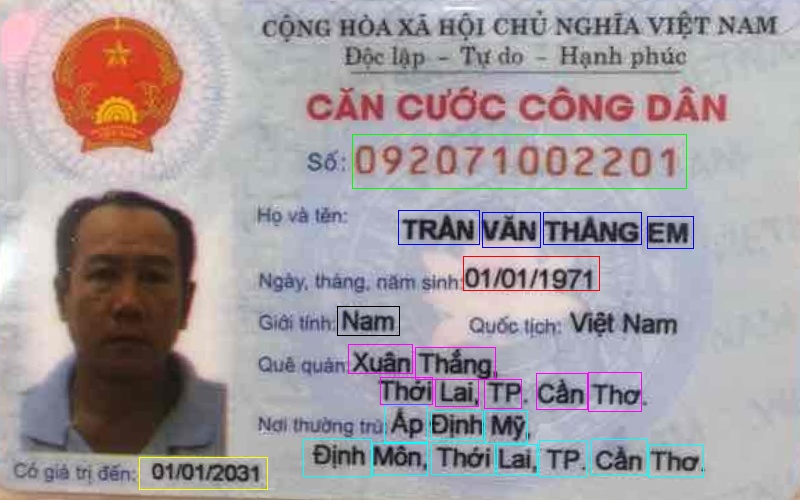 CỘNG HÒA XÃ HỘI CHỦ NGHĨA VIỆT NAM
Độc lập - Tự do - Hạnh phúc
CĂN CƯỚC CÔNG DÂN
Số: 092071002201
Họ và tên: TRẦN VĂN THẮNG EM
Ngày, tháng, năm sinh: 01/01/1971
Giới tính: Nam Quốc tịch: Việt Nam
Quê quán: Xuân Thắng,
Thới Lai, TP. Cần Thơ.
Nơi thường trú: Ấp Định Mỹ,
Định Môn, Thới Lai, TP. Cần Thơ.
Có giá trị đến: 01/01/2031